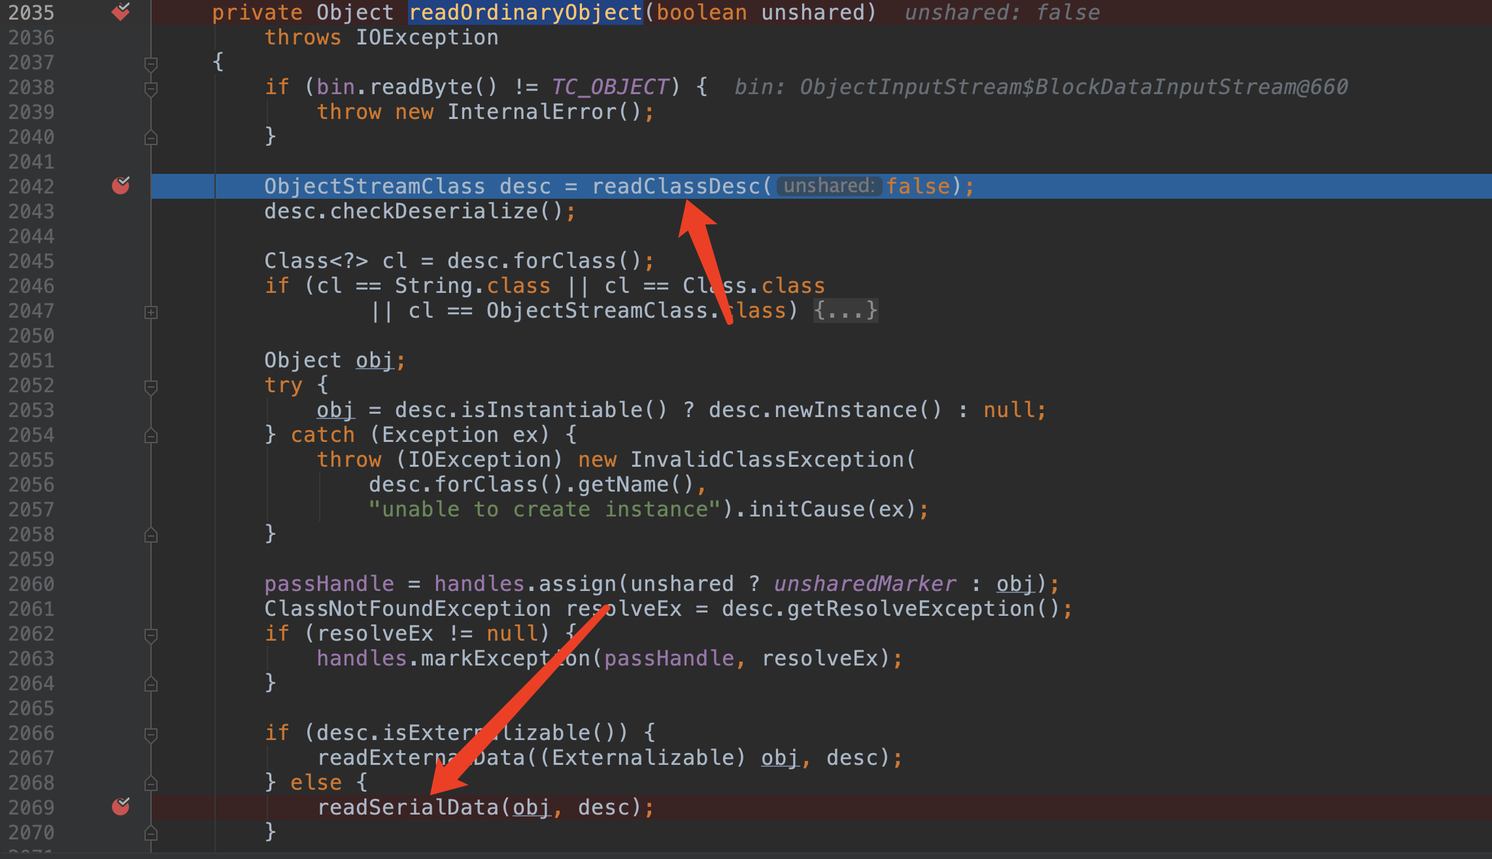 2035 private Object readOrdinaryObject(boolean unshared) unshared: false
2036 throws IOException
2037 {
2038 if (bin.readByte() != TC_OBJECT) { bin: ObjectInputStream$BlockDataInputStream@660
2039 throw new InternalError();
2040 }
2041
2042 ObjectStreamClass desc = readClassDesc( unshared: false);
2043 desc.checkDeserialize();
2044
2045 Class<?> cl = desc.forClass();
2046 if (cl == String.class || cl == Class.class
2047 || cl == ObjectStreamClass.class) {...}
2050
2051 Object obj;
2052 try {
2053 obj = desc.isInstantiable() ? desc.newInstance() : null;
2054 } catch (Exception ex) {
2055 throw (IOException) new InvalidClassException(
2056 desc.forClass().getName(),
2057 "unable to create instance").initCause(ex);
2058 }
2059
2060 passHandle = handles.assign(unshared ? unsharedMarker : obj);
2061 ClassNotFoundException resolveEx = desc.getResolveException();
2062 if (resolveEx != null) {
2063 handles.markException(passHandle, resolveEx);
2064 }
2065
2066 if (desc.isExternalizable()) {
2067 readExternalData((Externalizable) obj, desc);
2068 } else {
2069 readSerialData(obj, desc);
2070 }